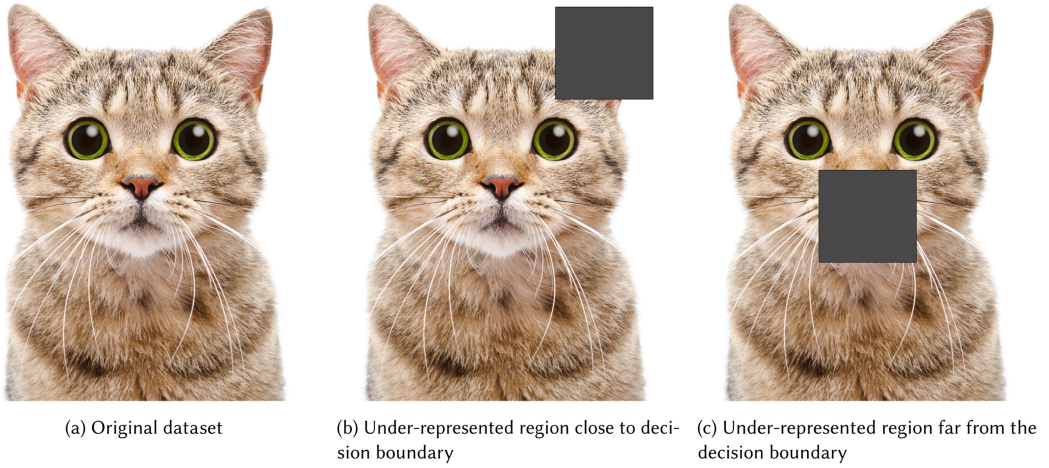 (a) Original dataset
(b) Under-represented region close to deci-
sion boundary
(c) Under-represented region far from the
decision boundary